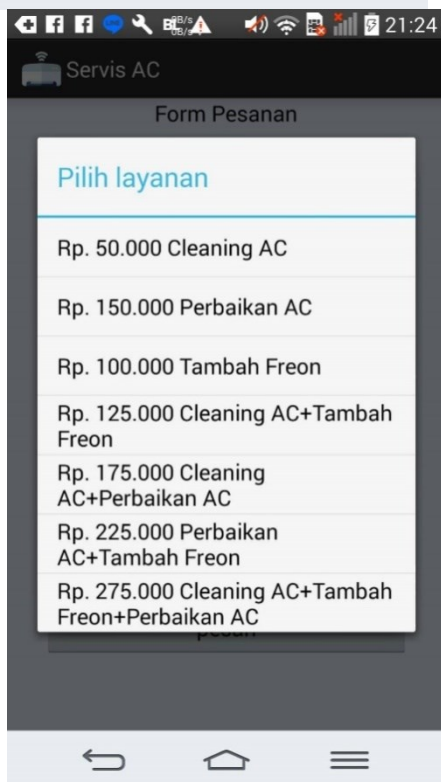 0B/s
0B/s
21:24
Servis AC
Form Pesanan
Pilih layanan
Rp. 50.000 Cleaning AC
Rp. 150.000 Perbaikan AC
Rp. 100.000 Tambah Freon
Rp. 125.000 Cleaning AC+Tambah
Freon
Rp. 175.000 Cleaning
AC+Perbaikan AC
Rp. 225.000 Perbaikan
AC+Tambah Freon
Rp. 275.000 Cleaning AC+Tambah
Freon+Perbaikan AC
pesan